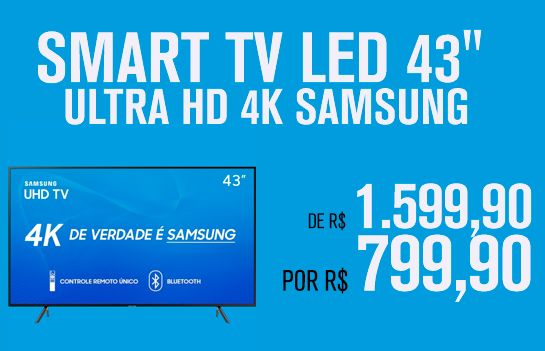 SMART TV LED 43"
ULTRA HD 4K SAMSUNG
SAMSUNG
UHD TV
43”
4K DE VERDADE É SAMSUNG
CONTROLE REMOTO ÚNICO
BLUETOOTH
DE R$ 1.599,90
POR R$ 799,90